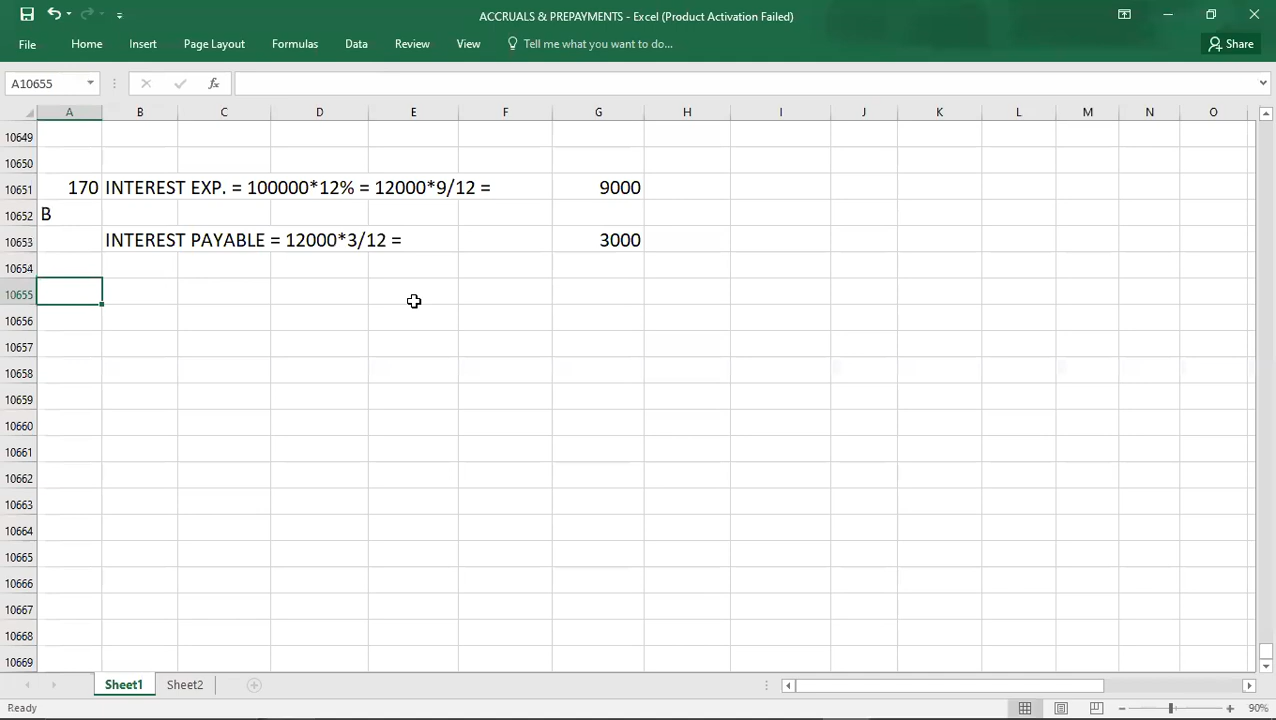 ACCRUALS & PREPAYMENTS - Excel (Product Activation Failed)
File Home Insert Page Layout Formulas Data Review View Tell me what you want to do... Share
A10655 fx
A B C D E F G H I J K L M N O
10649
10650
10651 170 INTEREST EXP. = 100000*12% = 12000*9/12 = 9000
10652 B
10653 INTEREST PAYABLE = 12000*3/12 = 3000
10654
10655
10656
10657
10658
10659
10660
10661
10662
10663
10664
10665
10666
10667
10668
10669
Sheet1 Sheet2
Ready 90%